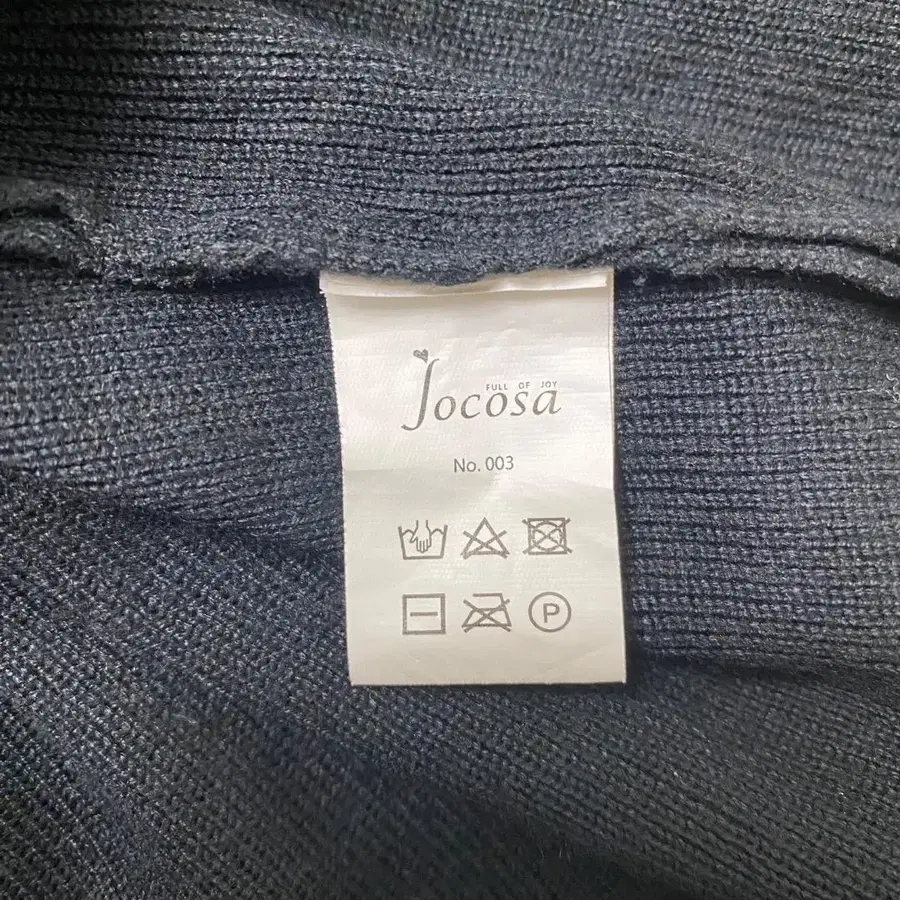 FULL OF JOY
Jocosa
No. 003
P